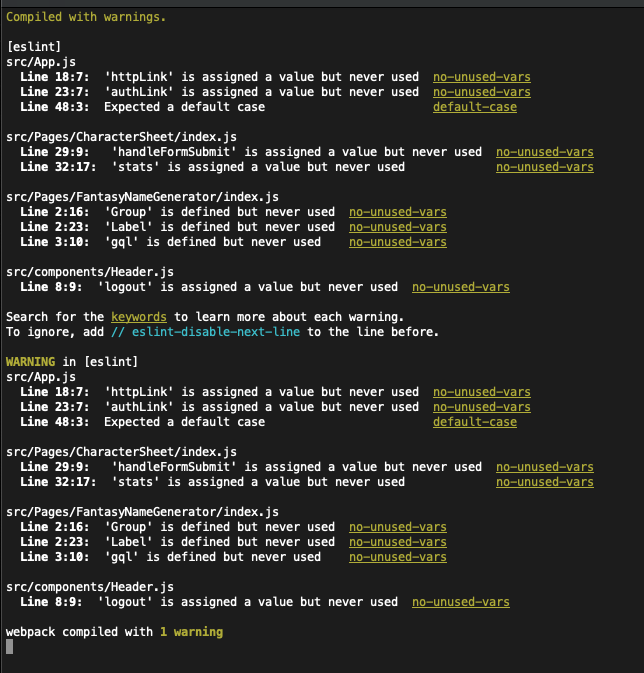 Compiled with warnings.
[eslint]
src/App.js
Line 18:7: 'httpLink' is assigned a value but never used no-unused-vars
Line 23:7: 'authLink' is assigned a value but never used no-unused-vars
Line 48:3: Expected a default case default-case
src/Pages/CharacterSheet/index.js
Line 29:9: 'handleFormSubmit' is assigned a value but never used no-unused-vars
Line 32:17: 'stats' is assigned a value but never used no-unused-vars
src/Pages/FantasyNameGenerator/index.js
Line 2:16: 'Group' is defined but never used no-unused-vars
Line 2:23: 'Label' is defined but never used no-unused-vars
Line 3:10: 'gql' is defined but never used no-unused-vars
src/components/Header.js
Line 8:9: 'logout' is assigned a value but never used no-unused-vars
Search for the keywords to learn more about each warning.
To ignore, add // eslint-disable-next-line to the line before.
WARNING in [eslint]
src/App.js
Line 18:7: 'httpLink' is assigned a value but never used no-unused-vars
Line 23:7: 'authLink' is assigned a value but never used no-unused-vars
Line 48:3: Expected a default case default-case
src/Pages/CharacterSheet/index.js
Line 29:9: 'handleFormSubmit' is assigned a value but never used no-unused-vars
Line 32:17: 'stats' is assigned a value but never used no-unused-vars
src/Pages/FantasyNameGenerator/index.js
Line 2:16: 'Group' is defined but never used no-unused-vars
Line 2:23: 'Label' is defined but never used no-unused-vars
Line 3:10: 'gql' is defined but never used no-unused-vars
src/components/Header.js
Line 8:9: 'logout' is assigned a value but never used no-unused-vars
webpack compiled with 1 warning